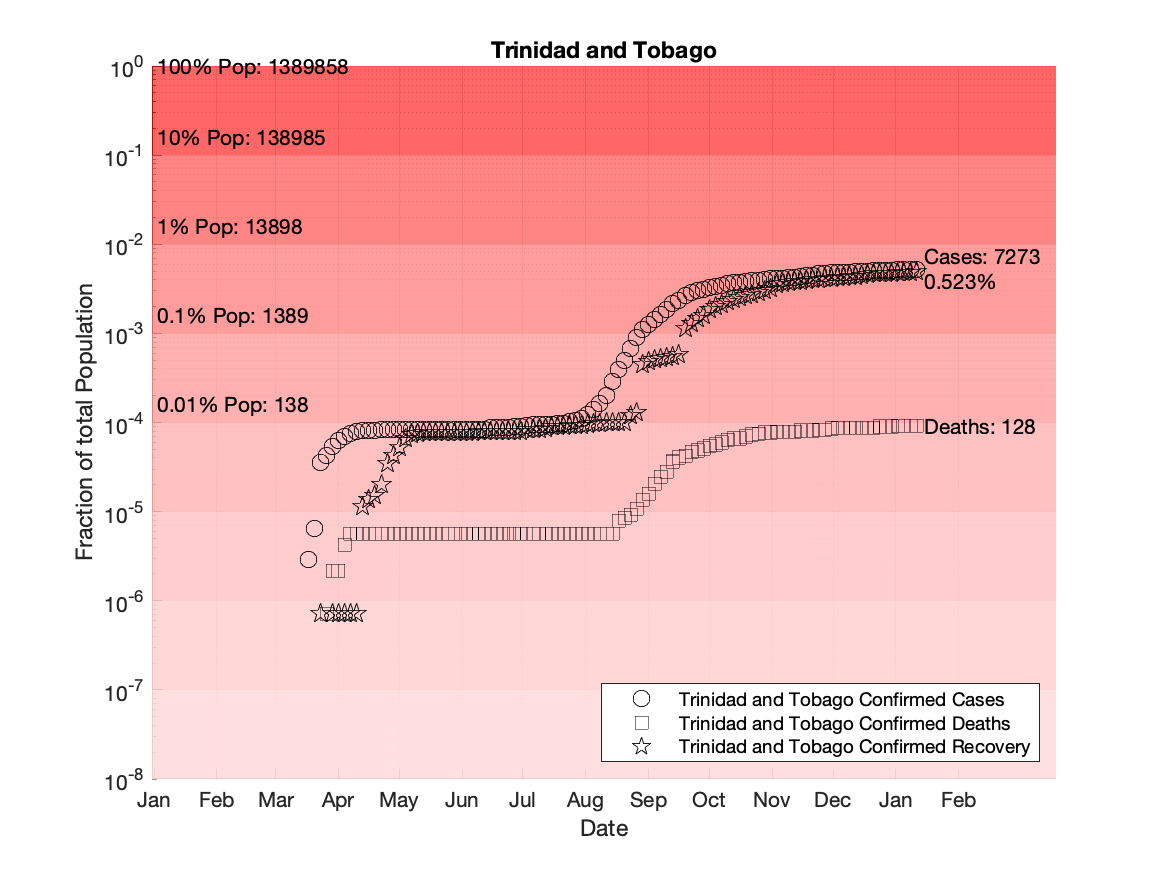 Trinidad and Tobago
10^0
100% Pop: 1389858
10% Pop: 138985
10^-1
1% Pop: 13898
10^-2
Cases: 7273
0.523%
0.1% Pop: 1389
10^-3
0.01% Pop: 138
10^-4
Deaths: 128
10^-5
10^-6
10^-7
10^-8
Fraction of total Population
Trinidad and Tobago Confirmed Cases
Trinidad and Tobago Confirmed Deaths
Trinidad and Tobago Confirmed Recovery
Jan Feb Mar Apr May Jun Jul Aug Sep Oct Nov Dec Jan Feb
Date